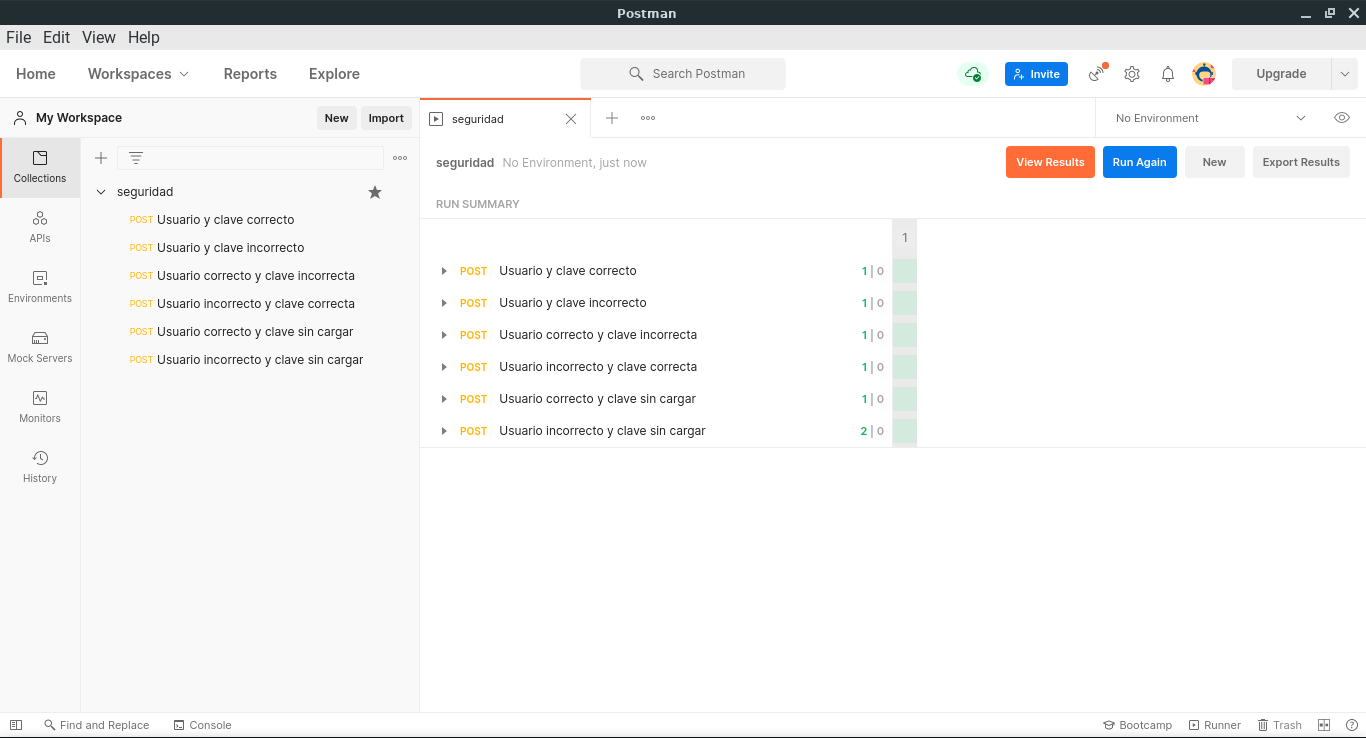 Postman
File Edit View Help
Home Workspaces Reports Explore Search Postman Invite Upgrade
My Workspace New Import seguridad No Environment
Collections
APIs
Environments
Mock Servers
Monitors
History
seguridad
POST Usuario y clave correcto
POST Usuario y clave incorrecto
POST Usuario correcto y clave incorrecta
POST Usuario incorrecto y clave correcta
POST Usuario correcto y clave sin cargar
POST Usuario incorrecto y clave sin cargar
seguridad No Environment, just now View Results Run Again New Export Results
RUN SUMMARY
1
POST Usuario y clave correcto 1 | 0
POST Usuario y clave incorrecto 1 | 0
POST Usuario correcto y clave incorrecta 1 | 0
POST Usuario incorrecto y clave correcta 1 | 0
POST Usuario correcto y clave sin cargar 1 | 0
POST Usuario incorrecto y clave sin cargar 2 | 0
Find and Replace Console Bootcamp Runner Trash